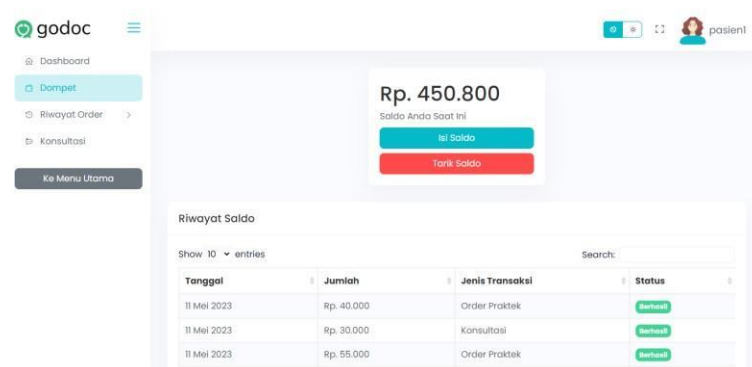 godoc
pasien1
Dashboard
Dompet
Riwayat Order
Konsultasi
Ke Menu Utama
Rp. 450.800
Saldo Anda Saat Ini
Isi Saldo
Tarik Saldo
Riwayat Saldo
Show 10 entries
Search:
Tanggal Jumlah Jenis Transaksi Status
11 Mei 2023 Rp. 40.000 Order Praktek Berhasil
11 Mei 2023 Rp. 30.000 Konsultasi Berhasil
11 Mei 2023 Rp. 55.000 Order Praktek Berhasil